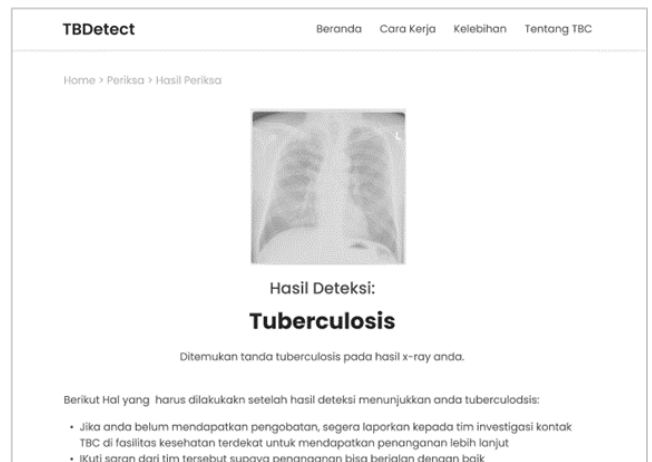 TBDetect
Beranda Cara Kerja Kelebihan Tentang TBC
Home > Periksa > Hasil Periksa
L
Hasil Deteksi:
Tuberculosis
Ditemukan tanda tuberculosis pada hasil x-ray anda.
Berikut Hal yang harus dilakukakn setelah hasil deteksi menunjukkan anda tuberculodsis:
• Jika anda belum mendapatkan pengobatan, segera laporkan kepada tim investigasi kontak
TBC di fasilitas kesehatan terdekat untuk mendapatkan penanganan lebih lanjut
• IKuti saran dari tim tersebut supaya penanganan bisa berjalan dengan baik